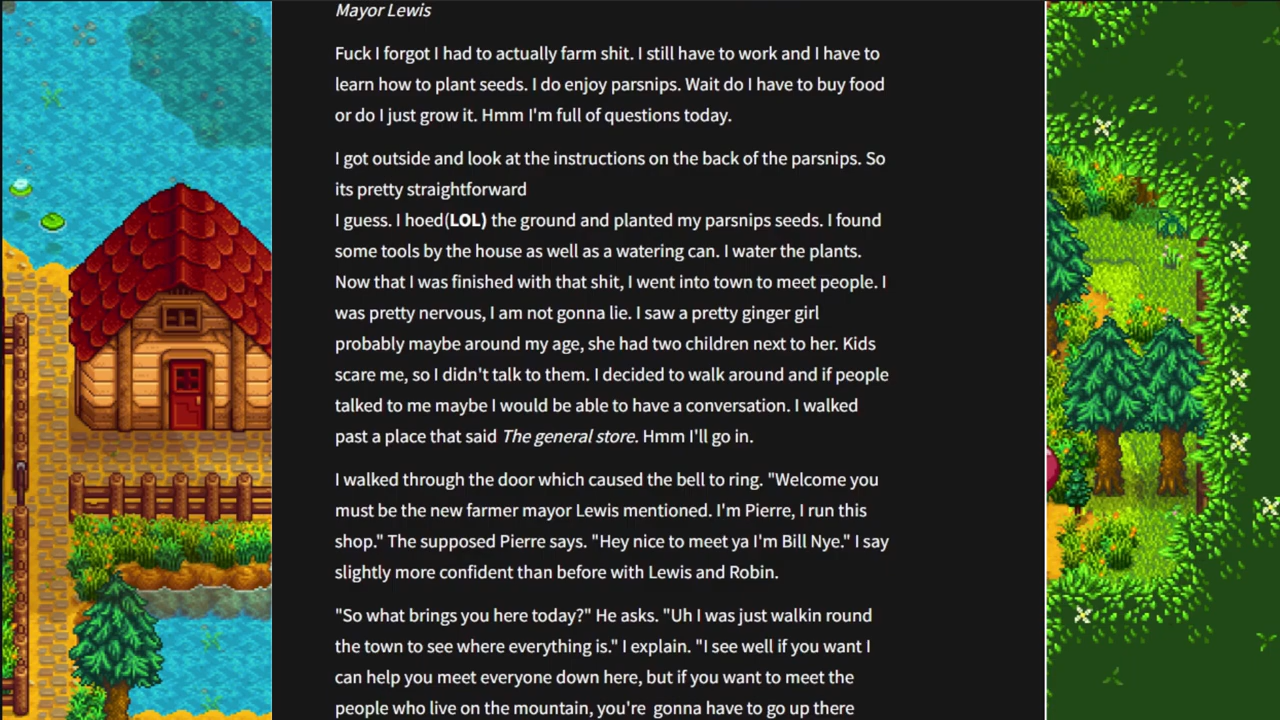 Mayor Lewis
Fuck I forgot I had to actually farm shit. I still have to work and I have to
learn how to plant seeds. I do enjoy parsnips. Wait do I have to buy food
or do I just grow it. Hmm I'm full of questions today.
I got outside and look at the instructions on the back of the parsnips. So
its pretty straightforward
I guess. I hoed(LOL) the ground and planted my parsnips seeds. I found
some tools by the house as well as a watering can. I water the plants.
Now that I was finished with that shit, I went into town to meet people. I
was pretty nervous, I am not gonna lie. I saw a pretty ginger girl
probably maybe around my age, she had two children next to her. Kids
scare me, so I didn't talk to them. I decided to walk around and if people
talked to me maybe I would be able to have a conversation. I walked
past a place that said The general store. Hmm I'll go in.
I walked through the door which caused the bell to ring. "Welcome you
must be the new farmer mayor Lewis mentioned. I'm Pierre, I run this
shop." The supposed Pierre says. "Hey nice to meet ya I'm Bill Nye." I say
slightly more confident than before with Lewis and Robin.
"So what brings you here today?" He asks. "Uh I was just walkin round
the town to see where everything is." I explain. "I see well if you want I
can help you meet everyone down here, but if you want to meet the
people who live on the mountain, you're gonna have to go up there